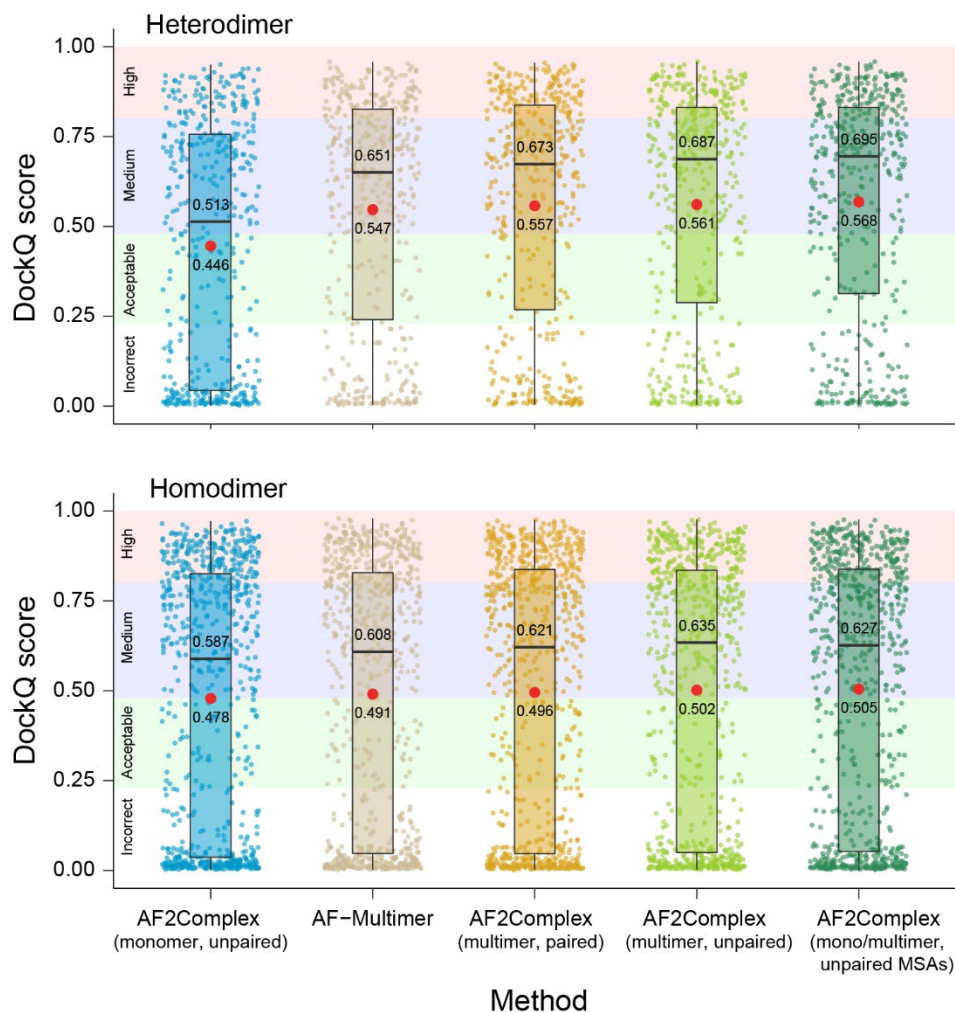 Heterodimer
1.00
0.75
0.50
0.25
0.00
DockQ score
High
Medium
Acceptable
Incorrect
0.513
0.446
0.651
0.547
0.673
0.557
0.687
0.561
0.695
0.568
Homodimer
1.00
0.75
0.50
0.25
0.00
DockQ score
High
Medium
Acceptable
Incorrect
0.587
0.478
0.608
0.491
0.621
0.496
0.635
0.502
0.627
0.505
AF2Complex
(monomer, unpaired)
AF−Multimer
AF2Complex
(multimer, paired)
AF2Complex
(multimer, unpaired)
AF2Complex
(mono/multimer,
unpaired MSAs)
Method